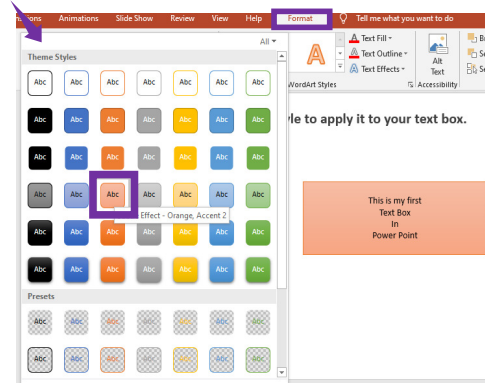 Animations Slide Show Review View Help Format Tell me what you want to do
All
Theme Styles
Abc Abc Abc Abc Abc Abc Abc
Abc Abc Abc Abc Abc Abc Abc
Abc Abc Abc Abc Abc Abc Abc
Abc Abc Abc Abc Abc Abc Abc
Effect - Orange, Accent 2
Abc Abc Abc Abc Abc Abc Abc
Abc Abc Abc Abc Abc Abc Abc
Presets
Abc Abc Abc Abc Abc Abc Abc
Abc Abc Abc Abc Abc Abc Abc
A Text Fill
A Text Outline
A Text Effects
A
WordArt Styles
Alt
Text
Accessibility
le to apply it to your text box.
This is my first
Text Box
In
Power Point